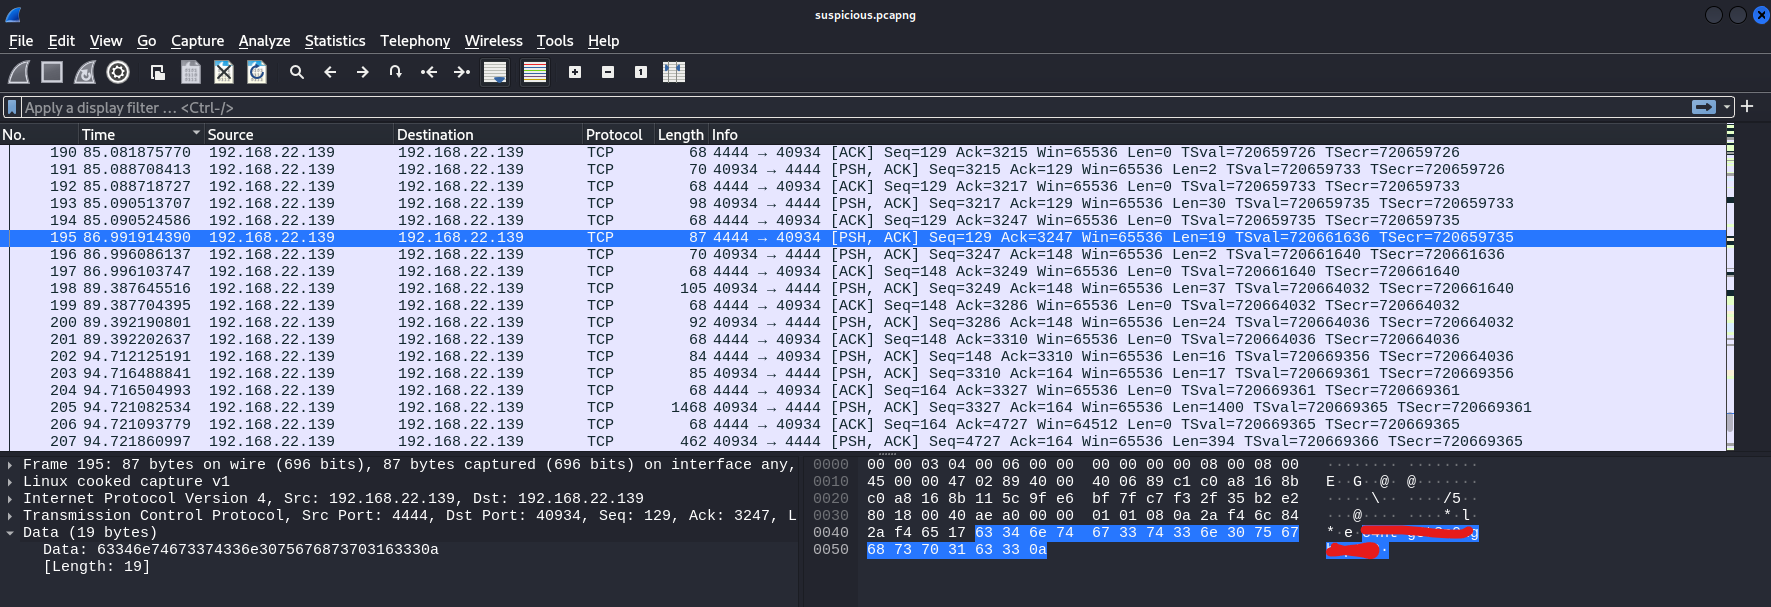 suspicious.pcapng
File Edit View Go Capture Analyze Statistics Telephony Wireless Tools Help
Apply a display filter … <Ctrl-/>
No. Time Source Destination Protocol Length Info
190 85.081875770 192.168.22.139 192.168.22.139 TCP 68 4444 → 40934 [ACK] Seq=129 Ack=3215 Win=65536 Len=0 TSval=720659726 TSecr=720659726
191 85.088708413 192.168.22.139 192.168.22.139 TCP 70 40934 → 4444 [PSH, ACK] Seq=3215 Ack=129 Win=65536 Len=2 TSval=720659733 TSecr=720659726
192 85.088718727 192.168.22.139 192.168.22.139 TCP 68 4444 → 40934 [ACK] Seq=129 Ack=3217 Win=65536 Len=0 TSval=720659733 TSecr=720659733
193 85.090513707 192.168.22.139 192.168.22.139 TCP 98 40934 → 4444 [PSH, ACK] Seq=3217 Ack=129 Win=65536 Len=30 TSval=720659735 TSecr=720659733
194 85.090524586 192.168.22.139 192.168.22.139 TCP 68 4444 → 40934 [ACK] Seq=129 Ack=3247 Win=65536 Len=0 TSval=720659735 TSecr=720659735
195 86.991914390 192.168.22.139 192.168.22.139 TCP 87 4444 → 40934 [PSH, ACK] Seq=129 Ack=3247 Win=65536 Len=19 TSval=720661636 TSecr=720659735
196 86.996086137 192.168.22.139 192.168.22.139 TCP 70 40934 → 4444 [PSH, ACK] Seq=3247 Ack=148 Win=65536 Len=2 TSval=720661640 TSecr=720661636
197 86.996103747 192.168.22.139 192.168.22.139 TCP 68 4444 → 40934 [ACK] Seq=148 Ack=3249 Win=65536 Len=0 TSval=720661640 TSecr=720661640
198 89.387645516 192.168.22.139 192.168.22.139 TCP 105 40934 → 4444 [PSH, ACK] Seq=3249 Ack=148 Win=65536 Len=37 TSval=720664032 TSecr=720661640
199 89.387704395 192.168.22.139 192.168.22.139 TCP 68 4444 → 40934 [ACK] Seq=148 Ack=3286 Win=65536 Len=0 TSval=720664032 TSecr=720664032
200 89.392190801 192.168.22.139 192.168.22.139 TCP 92 40934 → 4444 [PSH, ACK] Seq=3286 Ack=148 Win=65536 Len=24 TSval=720664036 TSecr=720664032
201 89.392202637 192.168.22.139 192.168.22.139 TCP 68 4444 → 40934 [ACK] Seq=148 Ack=3310 Win=65536 Len=0 TSval=720664036 TSecr=720664036
202 94.712125191 192.168.22.139 192.168.22.139 TCP 84 4444 → 40934 [PSH, ACK] Seq=148 Ack=3310 Win=65536 Len=16 TSval=720669356 TSecr=720664036
203 94.716488841 192.168.22.139 192.168.22.139 TCP 85 40934 → 4444 [PSH, ACK] Seq=3310 Ack=164 Win=65536 Len=17 TSval=720669361 TSecr=720669356
204 94.716504993 192.168.22.139 192.168.22.139 TCP 68 4444 → 40934 [ACK] Seq=164 Ack=3327 Win=65536 Len=0 TSval=720669361 TSecr=720669361
205 94.721082534 192.168.22.139 192.168.22.139 TCP 1468 40934 → 4444 [PSH, ACK] Seq=3327 Ack=164 Win=65536 Len=1400 TSval=720669365 TSecr=720669361
206 94.721093779 192.168.22.139 192.168.22.139 TCP 68 4444 → 40934 [ACK] Seq=164 Ack=4727 Win=64512 Len=0 TSval=720669365 TSecr=720669365
207 94.721860997 192.168.22.139 192.168.22.139 TCP 462 40934 → 4444 [PSH, ACK] Seq=4727 Ack=164 Win=65536 Len=394 TSval=720669366 TSecr=720669365
Frame 195: 87 bytes on wire (696 bits), 87 bytes captured (696 bits) on interface any,
Linux cooked capture v1
Internet Protocol Version 4, Src: 192.168.22.139, Dst: 192.168.22.139
Transmission Control Protocol, Src Port: 4444, Dst Port: 40934, Seq: 129, Ack: 3247, L
Data (19 bytes)
Data: 63346e74673374336e3075676873703163330a
[Length: 19]
0000 00 00 03 04 00 06 00 00 00 00 00 00 08 00 08 00 ········ ········
0010 45 00 00 47 02 89 40 00 40 06 89 c1 c0 a8 16 8b E··G··@· @·······
0020 c0 a8 16 8b 11 5c 9f e6 bf 7f c7 f3 2f 35 b2 e2 ·····\·· ····/5··
0030 80 18 00 40 ae a0 00 00 01 01 08 0a 2a f4 6c 84 ···@···· ····*·l·
0040 2a f4 65 17 63 34 6e 74 67 33 74 33 6e 30 75 67 *·e·
0050 68 73 70 31 63 33 0a